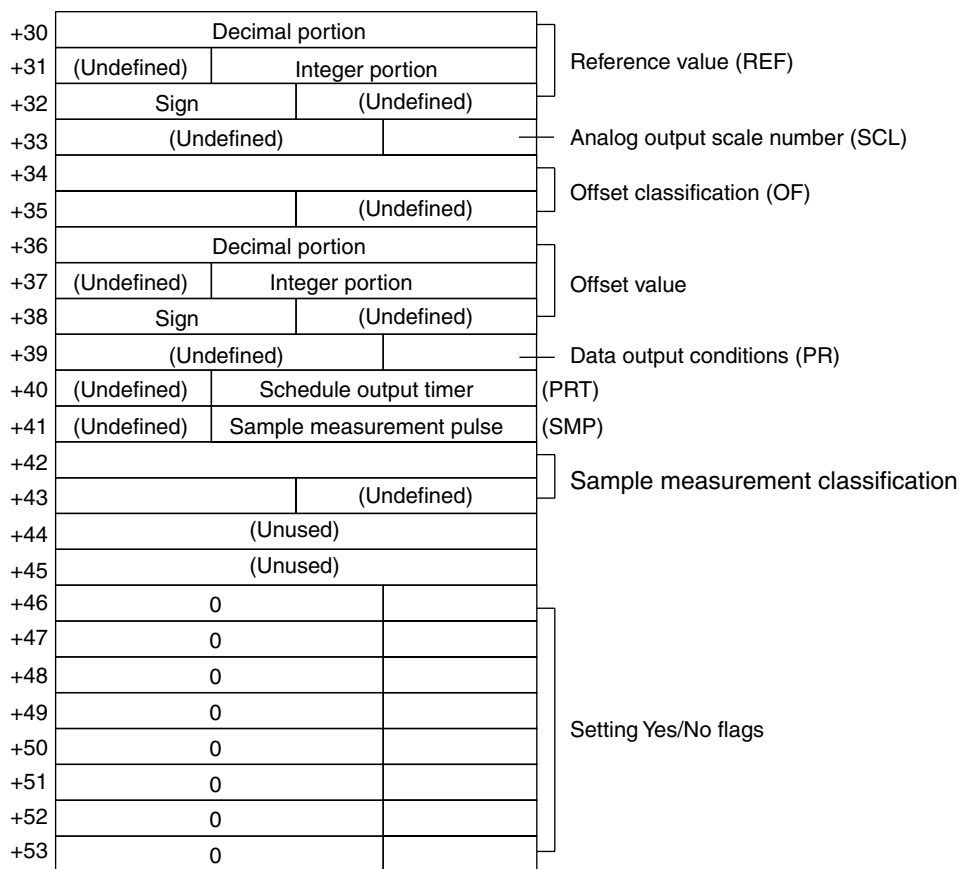 +30 Decimal portion
+31 (Undefined) Integer portion Reference value (REF)
+32 Sign (Undefined)
+33 (Undefined) Analog output scale number (SCL)
+34
Offset classification (OF)
+35 (Undefined)
+36 Decimal portion
+37 (Undefined) Integer portion Offset value
+38 Sign (Undefined)
+39 (Undefined) Data output conditions (PR)
+40 (Undefined) Schedule output timer (PRT)
+41 (Undefined) Sample measurement pulse (SMP)
+42
Sample measurement classification
+43 (Undefined)
+44 (Unused)
+45 (Unused)
+46 0
+47 0
+48 0
+49 0
Setting Yes/No flags
+50 0
+51 0
+52 0
+53 0